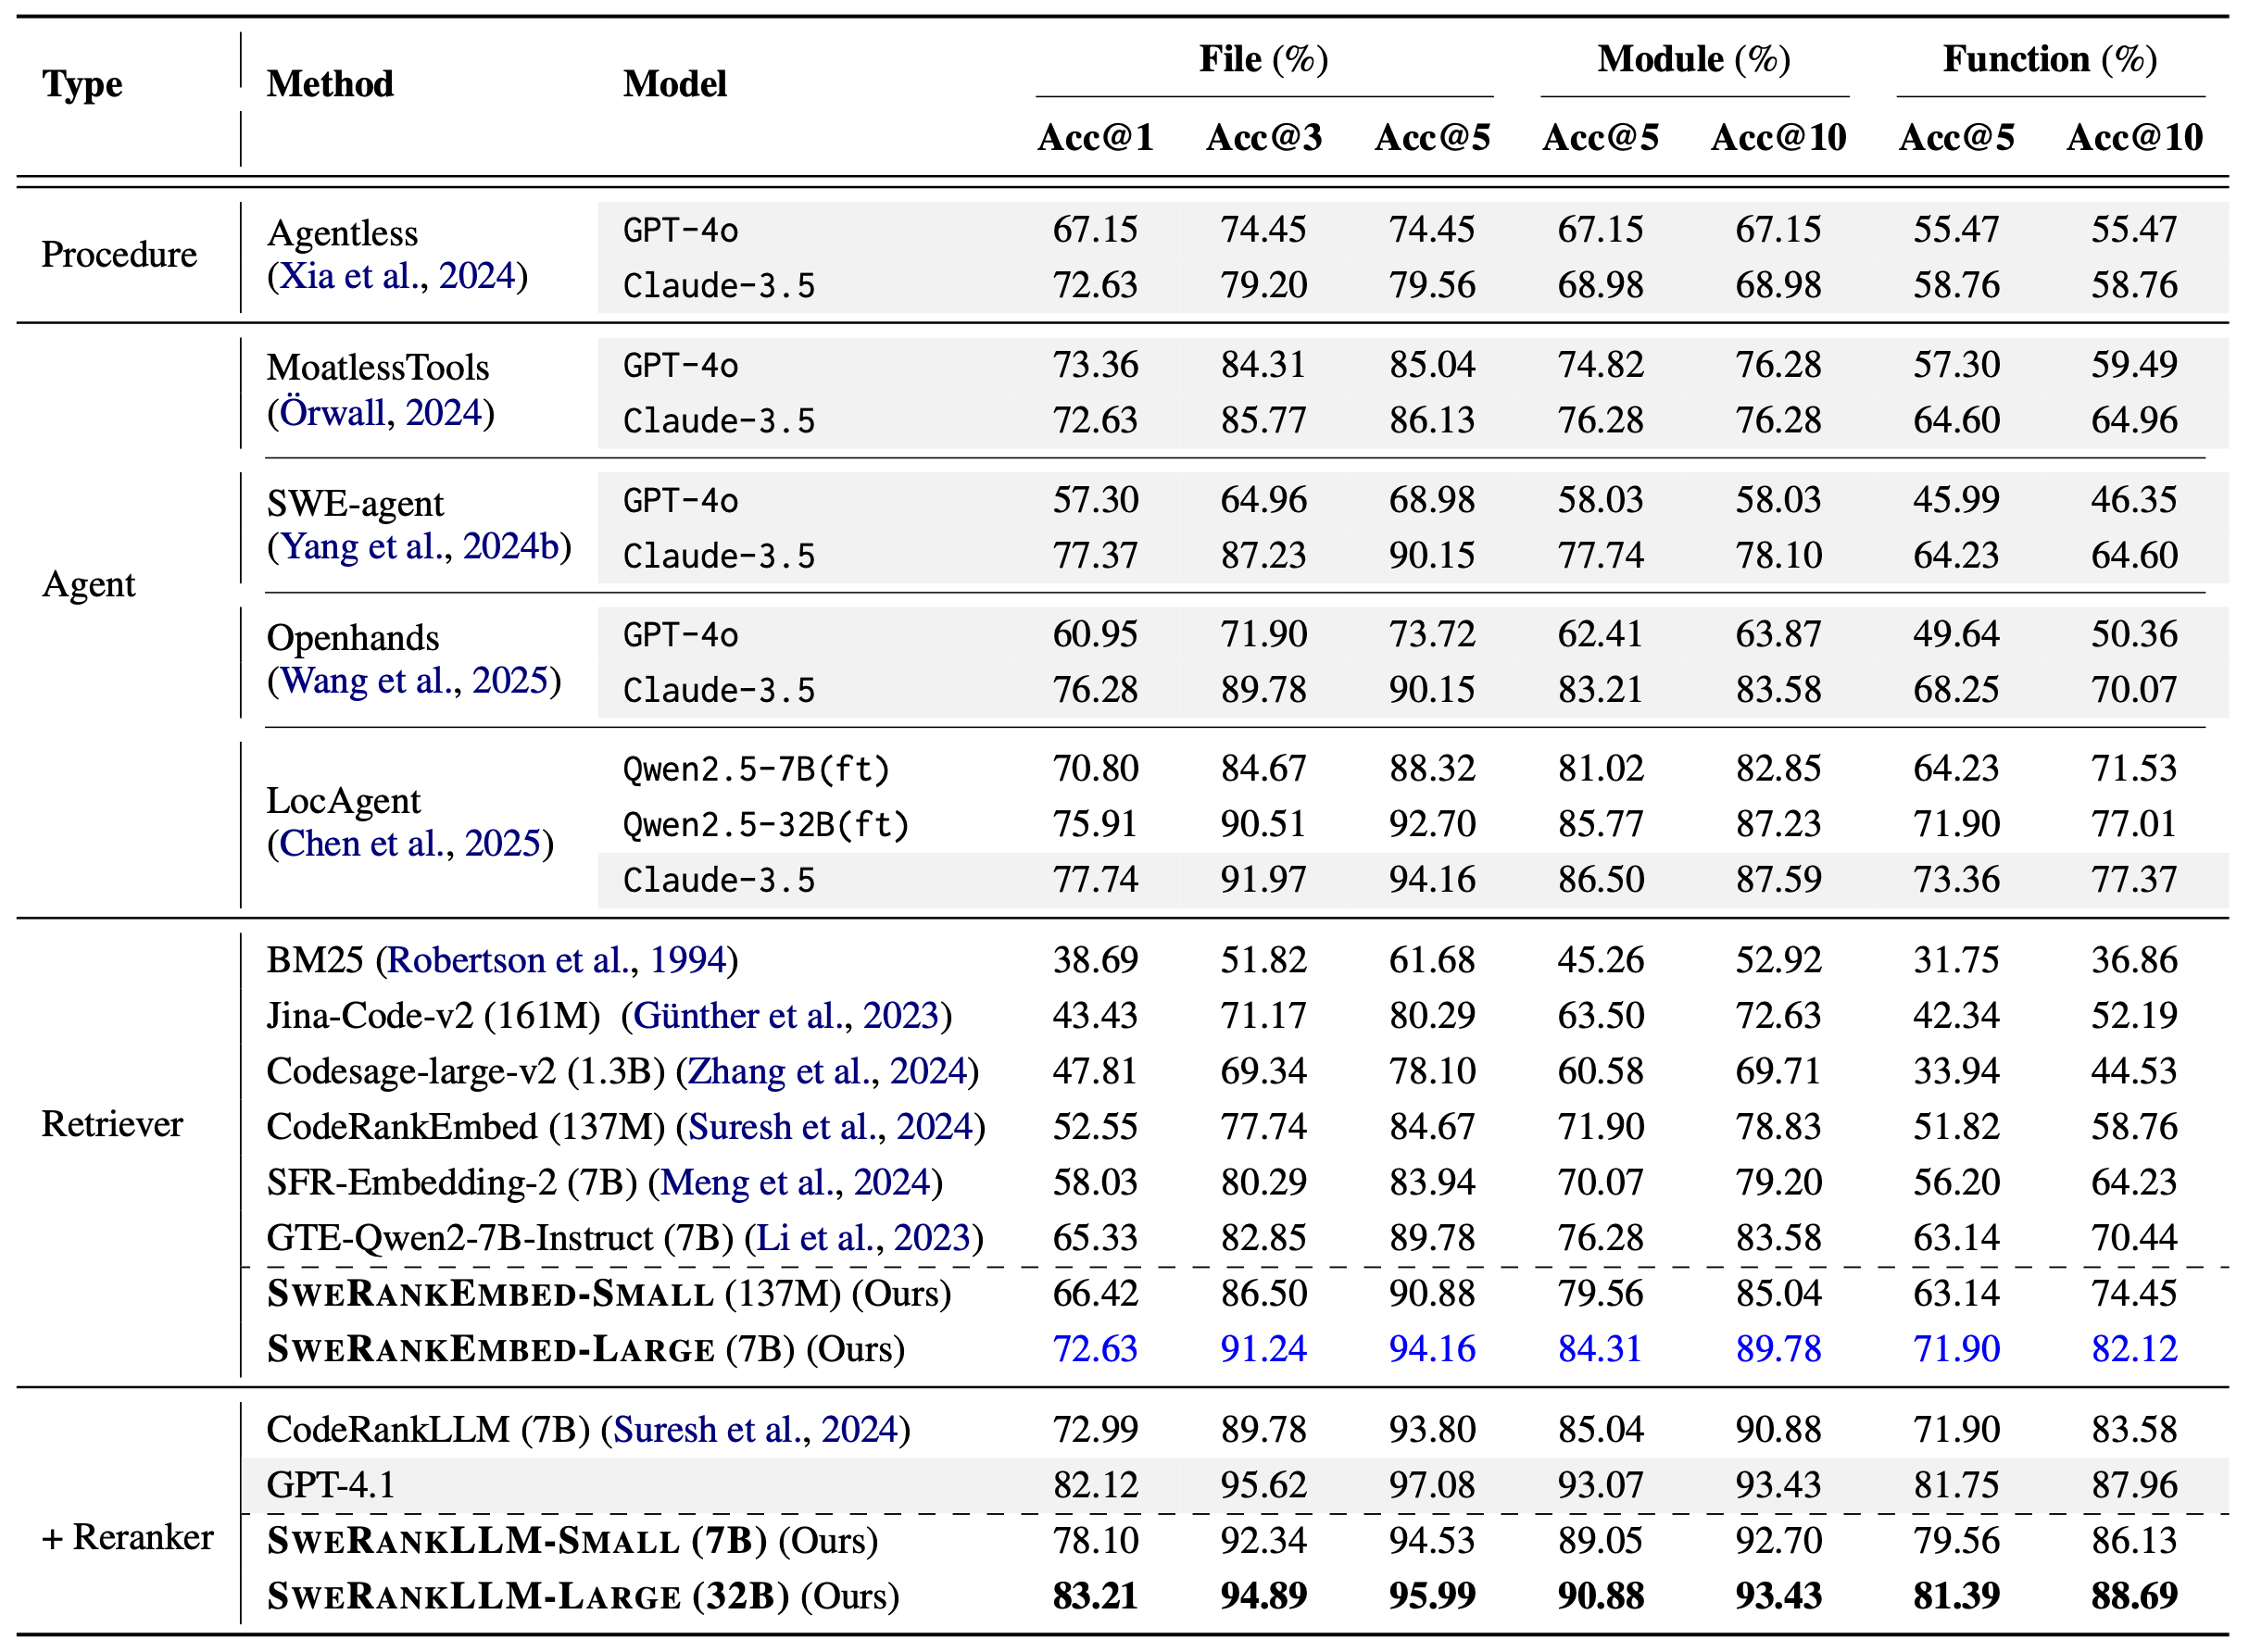 Type Method Model File (%) Module (%) Function (%)
Acc@1 Acc@3 Acc@5 Acc@5 Acc@10 Acc@5 Acc@10
Procedure
Agentless
(Xia et al., 2024)
GPT-4o 67.15 74.45 74.45 67.15 67.15 55.47 55.47
Claude-3.5 72.63 79.20 79.56 68.98 68.98 58.76 58.76
Agent
MoatlessTools
(Örwall, 2024)
GPT-4o 73.36 84.31 85.04 74.82 76.28 57.30 59.49
Claude-3.5 72.63 85.77 86.13 76.28 76.28 64.60 64.96
SWE-agent
(Yang et al., 2024b)
GPT-4o 57.30 64.96 68.98 58.03 58.03 45.99 46.35
Claude-3.5 77.37 87.23 90.15 77.74 78.10 64.23 64.60
Openhands
(Wang et al., 2025)
GPT-4o 60.95 71.90 73.72 62.41 63.87 49.64 50.36
Claude-3.5 76.28 89.78 90.15 83.21 83.58 68.25 70.07
LocAgent
(Chen et al., 2025)
Qwen2.5-7B(ft) 70.80 84.67 88.32 81.02 82.85 64.23 71.53
Qwen2.5-32B(ft) 75.91 90.51 92.70 85.77 87.23 71.90 77.01
Claude-3.5 77.74 91.97 94.16 86.50 87.59 73.36 77.37
Retriever
BM25 (Robertson et al., 1994) 38.69 51.82 61.68 45.26 52.92 31.75 36.86
Jina-Code-v2 (161M) (Günther et al., 2023) 43.43 71.17 80.29 63.50 72.63 42.34 52.19
Codesage-large-v2 (1.3B) (Zhang et al., 2024) 47.81 69.34 78.10 60.58 69.71 33.94 44.53
CodeRankEmbed (137M) (Suresh et al., 2024) 52.55 77.74 84.67 71.90 78.83 51.82 58.76
SFR-Embedding-2 (7B) (Meng et al., 2024) 58.03 80.29 83.94 70.07 79.20 56.20 64.23
GTE-Qwen2-7B-Instruct (7B) (Li et al., 2023) 65.33 82.85 89.78 76.28 83.58 63.14 70.44
SWERANKEMBED-SMALL (137M) (Ours) 66.42 86.50 90.88 79.56 85.04 63.14 74.45
SWERANKEMBED-LARGE (7B) (Ours) 72.63 91.24 94.16 84.31 89.78 71.90 82.12
+ Reranker
CodeRankLLM (7B) (Suresh et al., 2024) 72.99 89.78 93.80 85.04 90.88 71.90 83.58
GPT-4.1 82.12 95.62 97.08 93.07 93.43 81.75 87.96
SWERANKLLM-SMALL (7B) (Ours) 78.10 92.34 94.53 89.05 92.70 79.56 86.13
SWERANKLLM-LARGE (32B) (Ours) 83.21 94.89 95.99 90.88 93.43 81.39 88.69